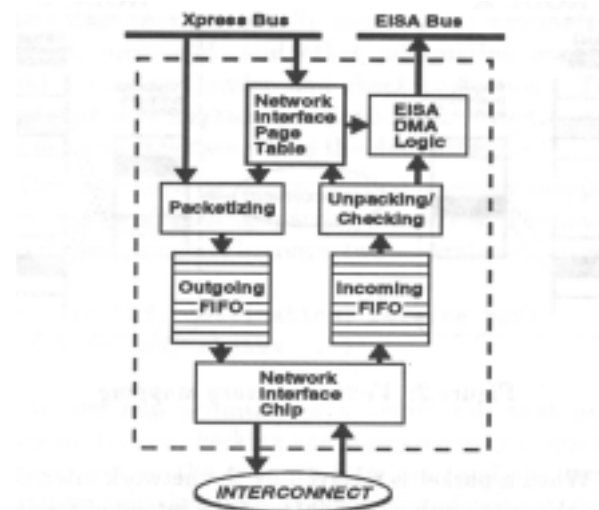 Xpress Bus
EISA Bus
Network
Interface
Page
Table
EISA
DMA
Logic
Packetizing
Unpacking/
Checking
Outgoing
FIFO
Incoming
FIFO
Network
Interface
Chip
INTERCONNECT